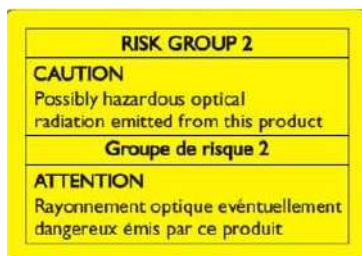 RISK GROUP 2
CAUTION
Possibly hazardous optical
radiation emitted from this product
Groupe de risque 2
ATTENTION
Rayonnement optique evéntuellement
dangereux émis par ce produit